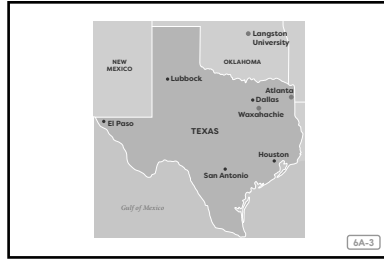 Langston
University
NEW
MEXICO
OKLAHOMA
Lubbock
Atlanta
Dallas
Waxahachie
El Paso
TEXAS
Houston
San Antonio
Gulf of Mexico
6A-3